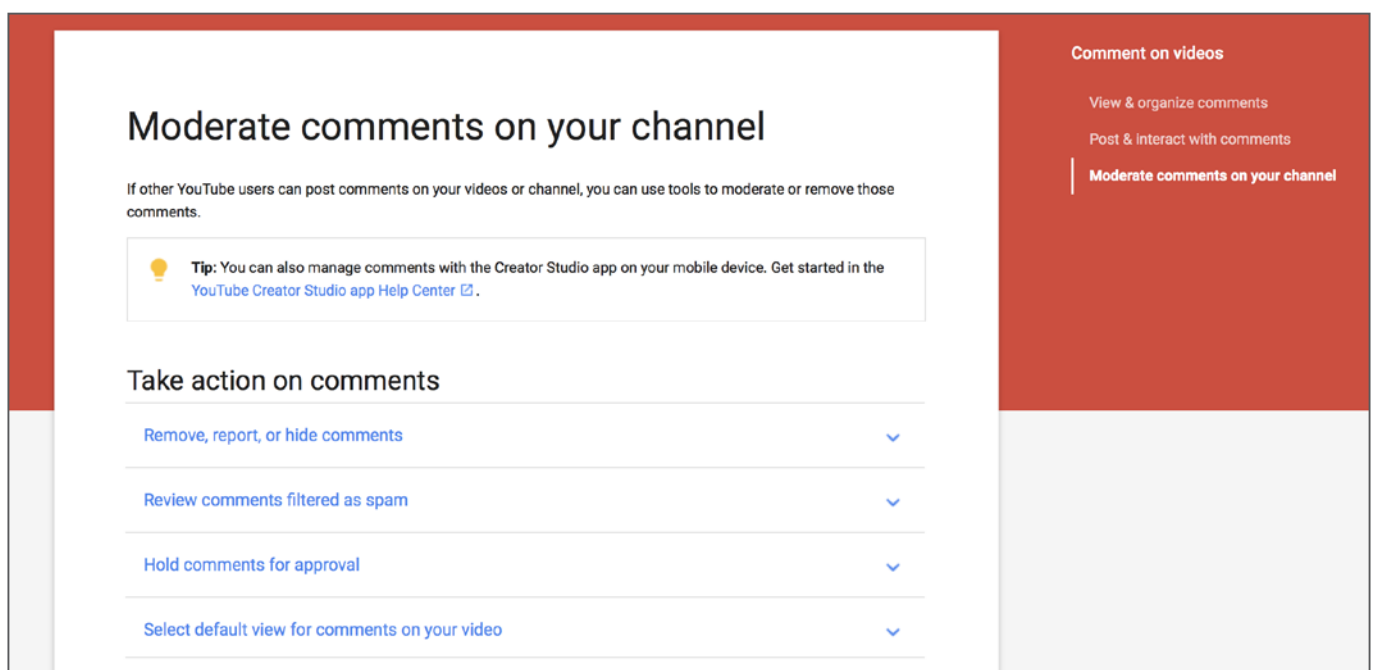 Moderate comments on your channel
If other YouTube users can post comments on your videos or channel, you can use tools to moderate or remove those
comments.
Tip: You can also manage comments with the Creator Studio app on your mobile device. Get started in the
YouTube Creator Studio app Help Center .
Take action on comments
Remove, report, or hide comments
Review comments filtered as spam
Hold comments for approval
Select default view for comments on your video
Comment on videos
View & organize comments
Post & interact with comments
Moderate comments on your channel